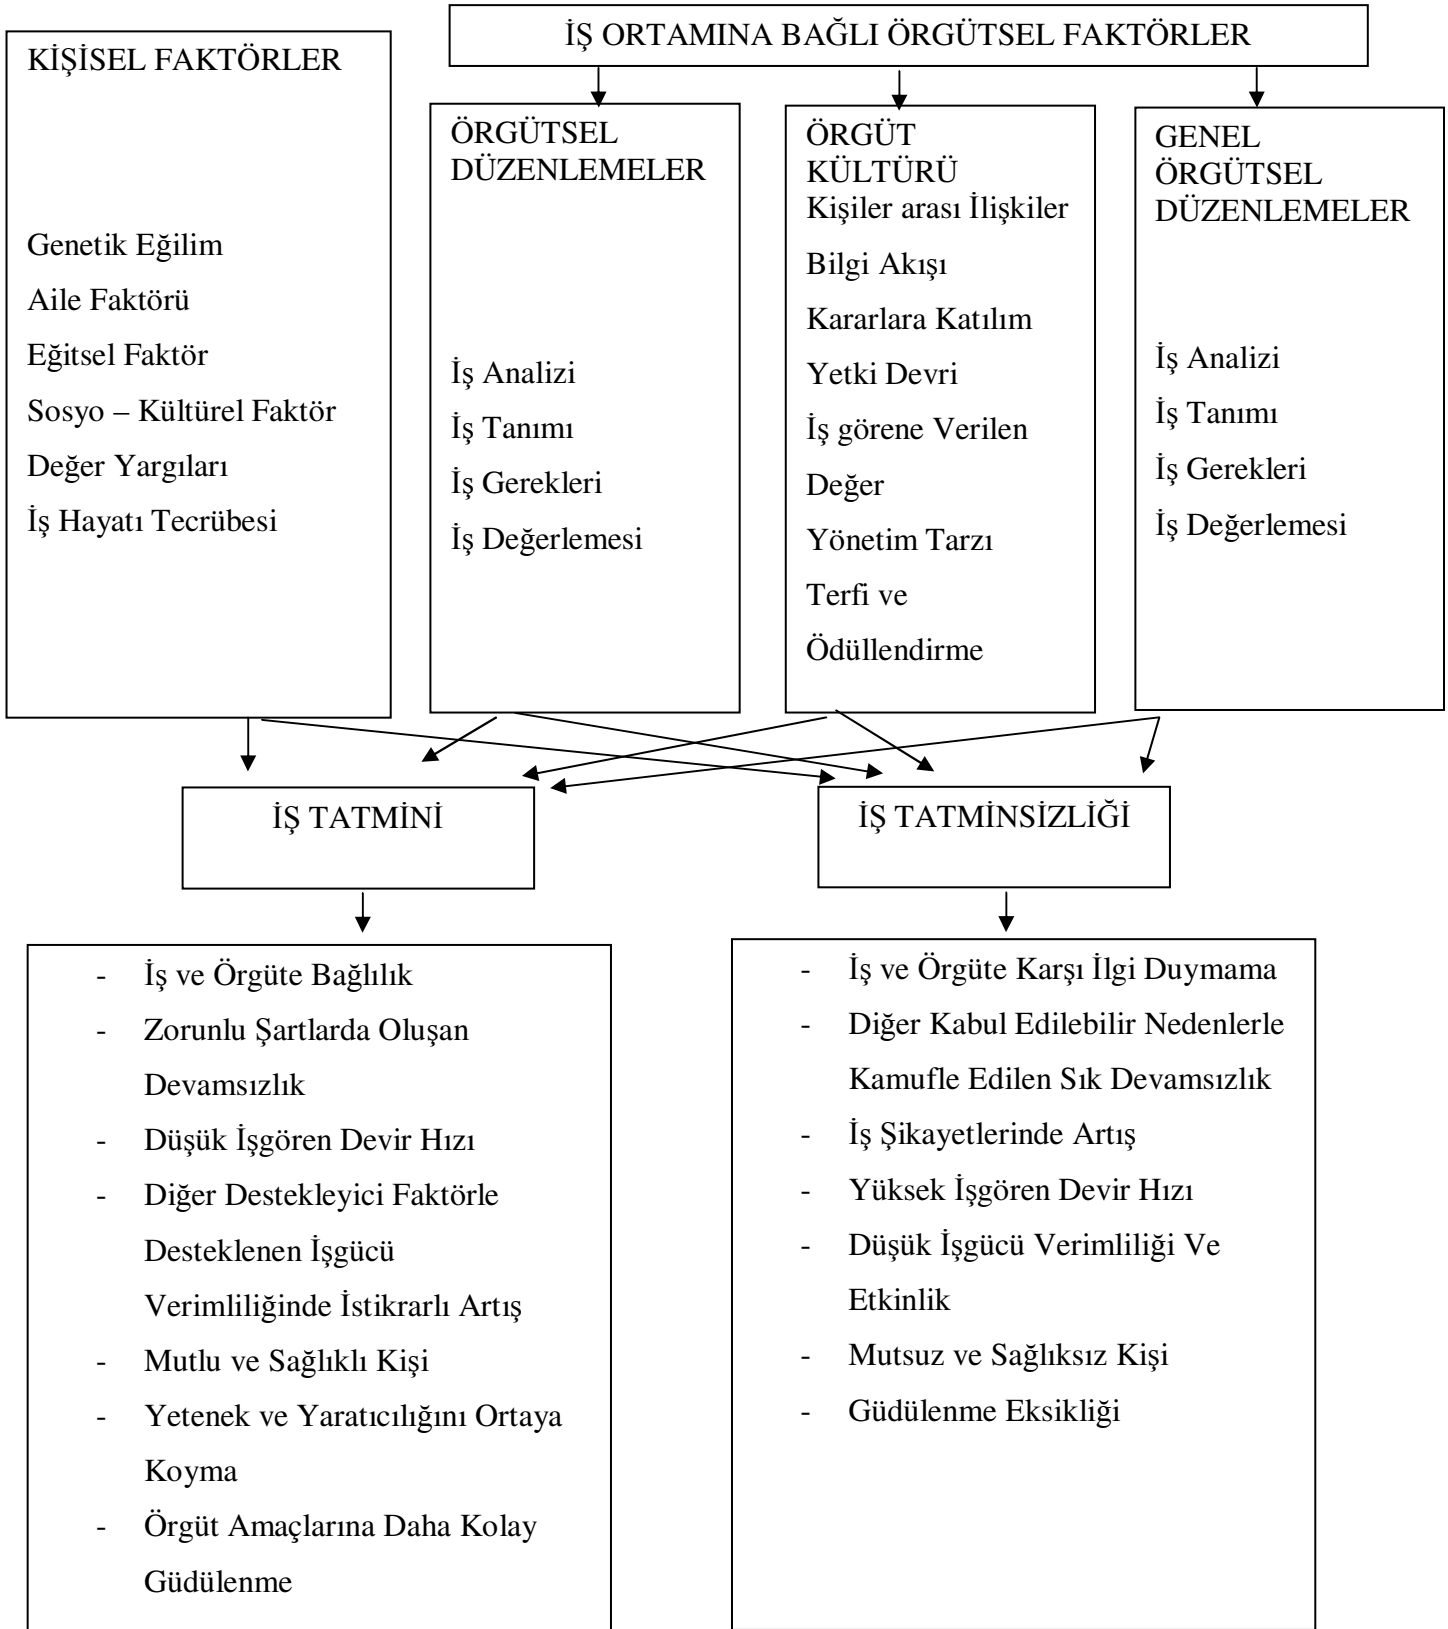 İŞ ORTAMINA BAĞLI ÖRGÜTSEL FAKTÖRLER
KİŞİSEL FAKTÖRLER
Genetik Eğilim
Aile Faktörü
Eğitsel Faktör
Sosyo – Kültürel Faktör
Değer Yargıları
İş Hayatı Tecrübesi
ÖRGÜTSEL
DÜZENLEMELER
İş Analizi
İş Tanımı
İş Gerekleri
İş Değerlemesi
ÖRGÜT
KÜLTÜRÜ
Kişiler arası İlişkiler
Bilgi Akışı
Kararlara Katılım
Yetki Devri
İş görene Verilen
Değer
Yönetim Tarzı
Terfi ve
Ödüllendirme
GENEL
ÖRGÜTSEL
DÜZENLEMELER
İş Analizi
İş Tanımı
İş Gerekleri
İş Değerlemesi
İŞ TATMİNİ
İŞ TATMİNSİZLİĞİ
- İş ve Örgüte Bağlılık
- Zorunlu Şartlarda Oluşan
Devamsızlık
- Düşük İşgören Devir Hızı
- Diğer Destekleyici Faktörle
Desteklenen İşgücü
Verimliliğinde İstikrarlı Artış
- Mutlu ve Sağlıklı Kişi
- Yetenek ve Yaratıcılığını Ortaya
Koyma
- Örgüt Amaçlarına Daha Kolay
Güdülenme
- İş ve Örgüte Karşı İlgi Duymama
- Diğer Kabul Edilebilir Nedenlerle
Kamufle Edilen Sık Devamsızlık
- İş Şikayetlerinde Artış
- Yüksek İşgören Devir Hızı
- Düşük İşgücü Verimliliği Ve
Etkinlik
- Mutsuz ve Sağlıksız Kişi
- Güdülenme Eksikliği